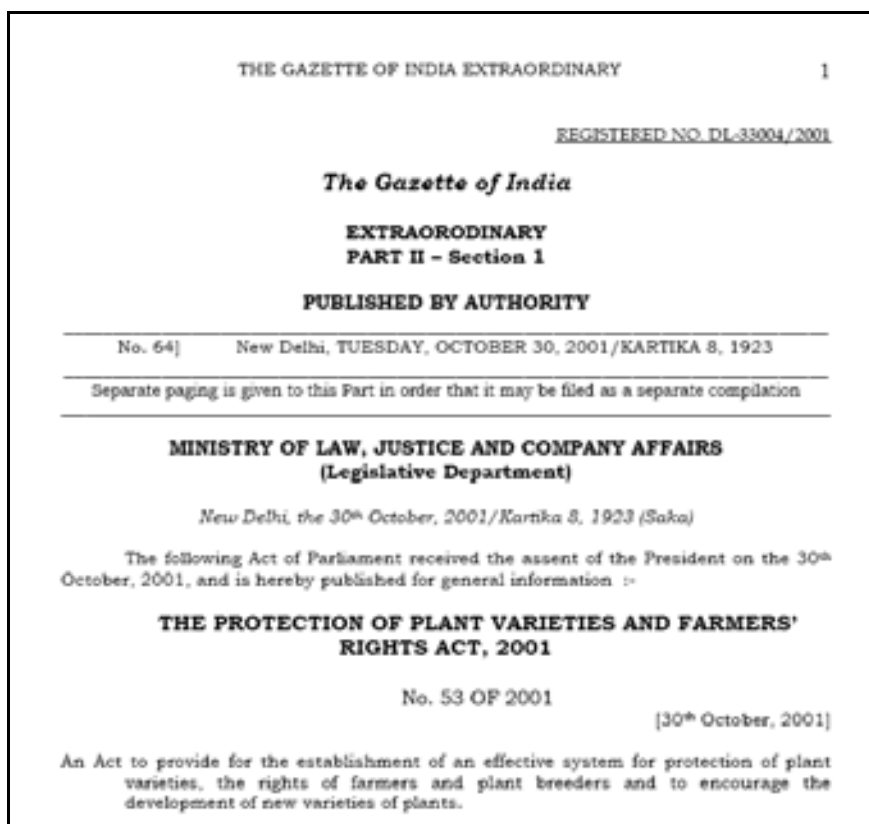 THE GAZETTE OF INDIA EXTRAORDINARY 1
REGISTERED NO. DL-33004/2001
The Gazette of India
EXTRAORODINARY
PART II – Section 1
PUBLISHED BY AUTHORITY
No. 64] New Delhi, TUESDAY, OCTOBER 30, 2001/KARTIKA 8, 1923
Separate paging is given to this Part in order that it may be filed as a separate compilation
MINISTRY OF LAW, JUSTICE AND COMPANY AFFAIRS
(Legislative Department)
New Delhi, the 30th October, 2001/Kartika 8, 1923 (Saka)
The following Act of Parliament received the assent of the President on the 30th
October, 2001, and is hereby published for general information :-
THE PROTECTION OF PLANT VARIETIES AND FARMERS'
RIGHTS ACT, 2001
No. 53 OF 2001
[30th October, 2001]
An Act to provide for the establishment of an effective system for protection of plant
varieties, the rights of farmers and plant breeders and to encourage the
development of new varieties of plants.